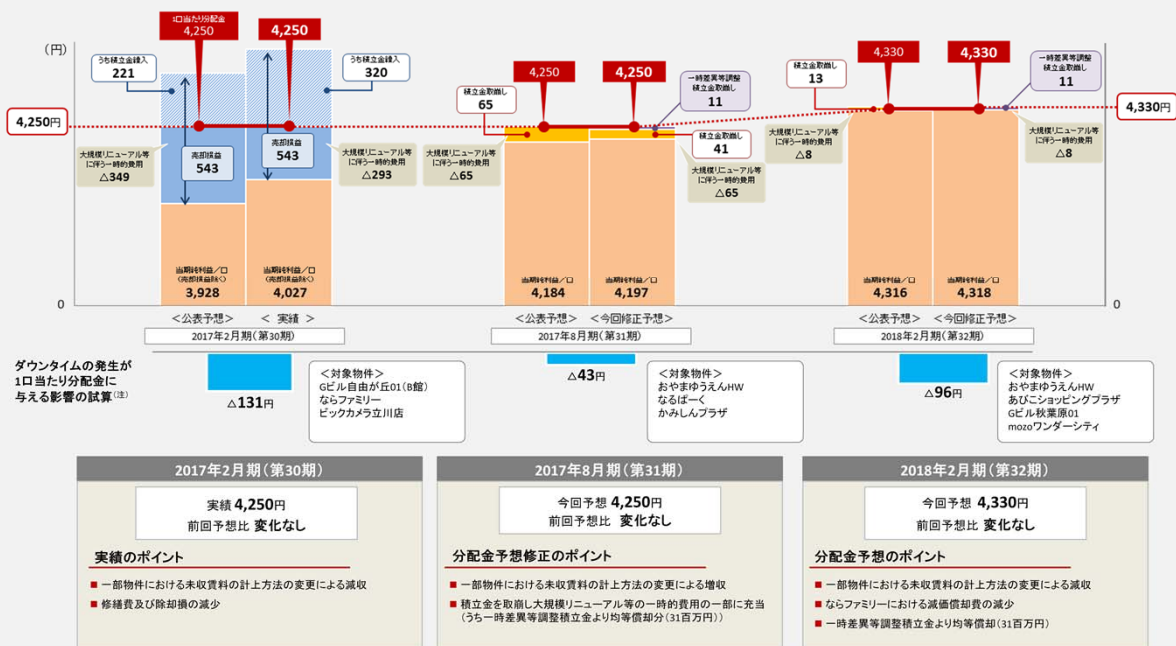 (円)
1口当たり分配金
4,250
4,250
うち積立金繰入
221
うち積立金繰入
320
4,250円
売却損益
543
売却損益
543
大規模リニューアル等
に伴う一時的費用
△349
大規模リニューアル等
に伴う一時的費用
△293
当期純利益/口
(売却損益除く)
3,928
当期純利益/口
(売却損益除く)
4,027
4,250
4,250
積立金取崩し
65
一時差異等調整
積立金取崩し
11
積立金取崩し
41
大規模リニューアル等
に伴う一時的費用
△65
大規模リニューアル等
に伴う一時的費用
△65
当期純利益/口
4,184
当期純利益/口
4,197
4,330
4,330
積立金取崩し
13
一時差異等調整
積立金取崩し
11
4,330円
大規模リニューアル等
に伴う一時的費用
△8
大規模リニューアル等
に伴う一時的費用
△8
当期純利益/口
4,316
当期純利益/口
4,318
0
0
<公表予想>
<実績>
2017年2月期(第30期)
<公表予想>
<今回修正予想>
2017年8月期(第31期)
<公表予想>
<今回修正予想>
2018年2月期(第32期)
ダウンタイムの発生が
1口当たり分配金に
与える影響の試算(注)
△131円
<対象物件>
Gビル自由が丘01(B館)
ならファミリー
ビックカメラ立川店
△43円
<対象物件>
おやまゆうえんHW
なるぱーく
かみしんプラザ
△96円
<対象物件>
おやまゆうえんHW
あびこショッピングプラザ
Gビル秋葉原01
mozoワンダーシティ
2017年2月期(第30期)
実績 4,250円
前回予想比 変化なし
実績のポイント
■ 一部物件における未収賃料の計上方法の変更による減収
■ 修繕費及び除却損の減少
2017年8月期(第31期)
今回予想 4,250円
前回予想比 変化なし
分配金予想修正のポイント
■ 一部物件における未収賃料の計上方法の変更による増収
■ 積立金を取崩し大規模リニューアル等の一時的費用の一部に充当
(うち一時差異等調整積立金より均等償却分(31百万円))
2018年2月期(第32期)
今回予想 4,330円
前回予想比 変化なし
分配金予想のポイント
■ 一部物件における未収賃料の計上方法の変更による減収
■ ならファミリーにおける減価償却費の減少
■ 一時差異等調整積立金より均等償却(31百万円)